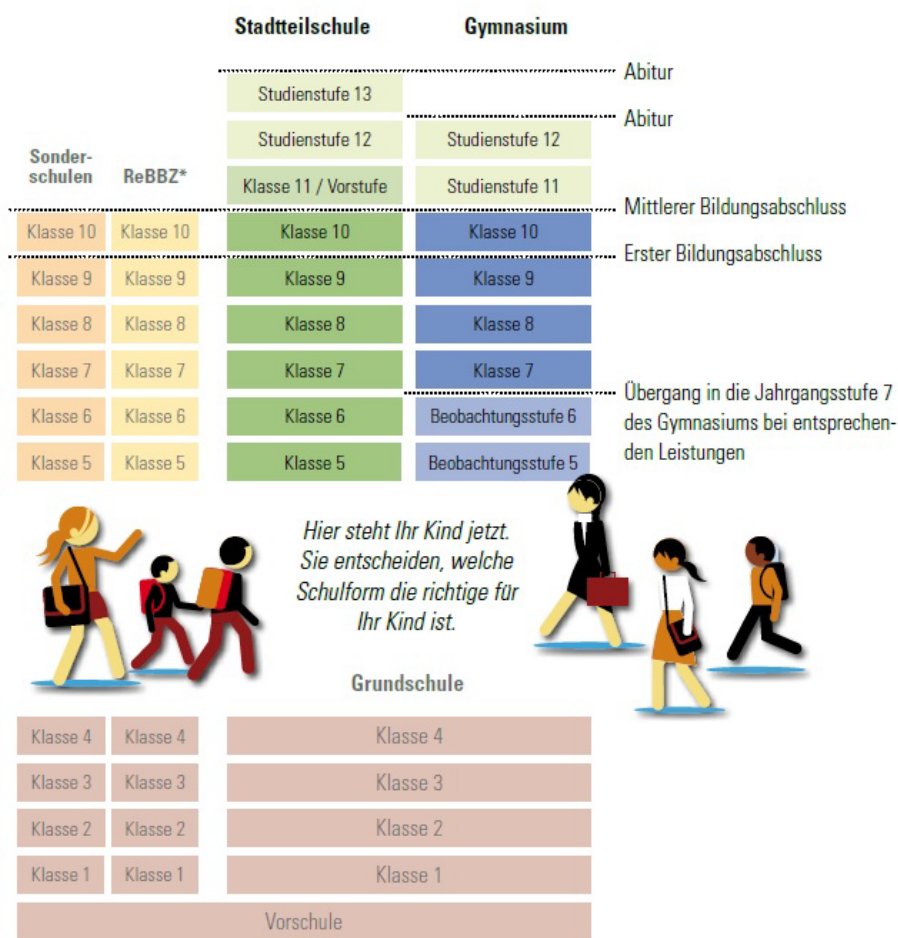 Stadtteilschule Gymnasium
Abitur
Studienstufe 13
Abitur
Studienstufe 12 Studienstufe 12
Sonder-
schulen ReBBZ*
Klasse 11 / Vorstufe Studienstufe 11
Mittlerer Bildungsabschluss
Klasse 10 Klasse 10 Klasse 10 Klasse 10
Erster Bildungsabschluss
Klasse 9 Klasse 9 Klasse 9 Klasse 9
Klasse 8 Klasse 8 Klasse 8 Klasse 8
Klasse 7 Klasse 7 Klasse 7 Klasse 7
Übergang in die Jahrgangsstufe 7
des Gymnasiums bei entsprechen-
den Leistungen
Klasse 6 Klasse 6 Klasse 6 Beobachtungsstufe 6
Klasse 5 Klasse 5 Klasse 5 Beobachtungsstufe 5
Hier steht Ihr Kind jetzt.
Sie entscheiden, welche
Schulform die richtige für
Ihr Kind ist.
Grundschule
Klasse 4 Klasse 4 Klasse 4
Klasse 3 Klasse 3 Klasse 3
Klasse 2 Klasse 2 Klasse 2
Klasse 1 Klasse 1 Klasse 1
Vorschule